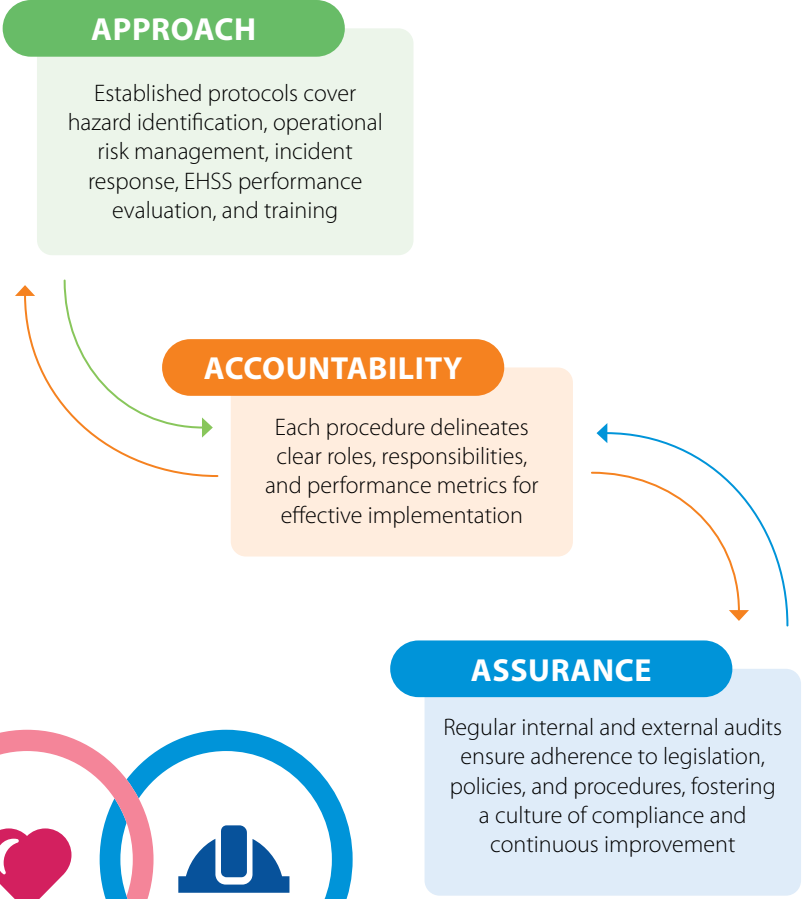 APPROACH
Established protocols cover
hazard identification, operational
risk management, incident
response, EHSS performance
evaluation, and training
ACCOUNTABILITY
Each procedure delineates
clear roles, responsibilities,
and performance metrics for
effective implementation
ASSURANCE
Regular internal and external audits
ensure adherence to legislation,
policies, and procedures, fostering
a culture of compliance and
continuous improvement